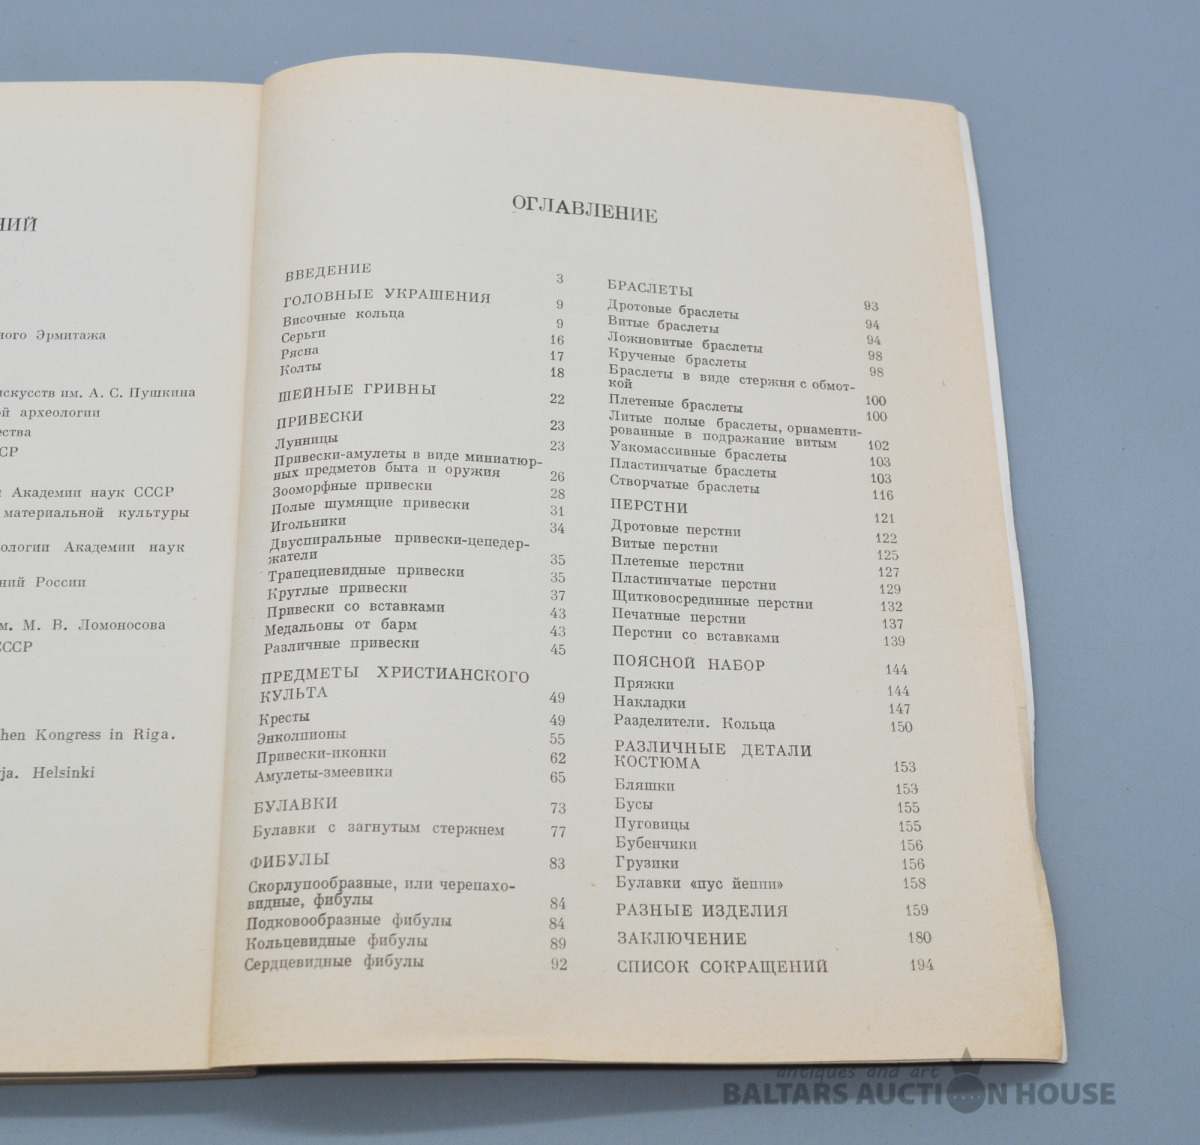 НИЙ
ного Эрмитажа
искусств им. А. С. Пушкина
ой археологии
ества
СР
и Академии наук СССР
материальной культуры
ологии Академии наук
ний России
м. М. В. Ломоносова
СССР
hen Kongress in Riga.
ja. Helsinki
ОГЛАВЛЕНИЕ
ВВЕДЕНИЕ 3
ГОЛОВНЫЕ УКРАШЕНИЯ 9
Височные кольца 9
Серьги 16
Рясна 17
Колты 18
ШЕЙНЫЕ ГРИВНЫ 22
ПРИВЕСКИ 23
Лунницы 23
Привески-амулеты в виде миниатюр-
ных предметов быта и оружия 26
Зооморфные привески 28
Полые шумящие привески 31
Игольники 34
Двуспиральные привески-цепедер-
жатели 35
Трапециевидные привески 35
Круглые привески 37
Привески со вставками 43
Медальоны от барм 43
Различные привески 45
ПРЕДМЕТЫ ХРИСТИАНСКОГО
КУЛЬТА 49
Кресты 49
Энколпионы 55
Привески-иконки 62
Амулеты-змеевики 65
БУЛАВКИ 73
Булавки с загнутым стержнем 77
ФИБУЛЫ 83
Скорлупообразные, или черепахо-
видные, фибулы 84
Подковообразные фибулы 84
Кольцевидные фибулы 89
Сердцевидные фибулы 92
БРАСЛЕТЫ 93
Дротовые браслеты 94
Витые браслеты 94
Ложновитые браслеты 98
Крученые браслеты 98
Браслеты в виде стержня с обмот-
кой 100
Плетеные браслеты 100
Литые полые браслеты, орнаменти-
рованные в подражание витым 102
Узкомассивные браслеты 103
Пластинчатые браслеты 103
Створчатые браслеты 116
ПЕРСТНИ 121
Дротовые перстни 122
Витые перстни 125
Плетеные перстни 127
Пластинчатые перстни 129
Щитковосрединные перстни 132
Печатные перстни 137
Перстни со вставками 139
ПОЯСНОЙ НАБОР 144
Пряжки 144
Накладки 147
Разделители. Кольца 150
РАЗЛИЧНЫЕ ДЕТАЛИ
КОСТЮМА 153
Бляшки 153
Бусы 155
Пуговицы 155
Бубенчики 156
Грузики 156
Булавки «пус йеппи» 158
РАЗНЫЕ ИЗДЕЛИЯ 159
ЗАКЛЮЧЕНИЕ 180
СПИСОК СОКРАЩЕНИЙ 194
antiques and art
BALTARS AUCTION HOUSE